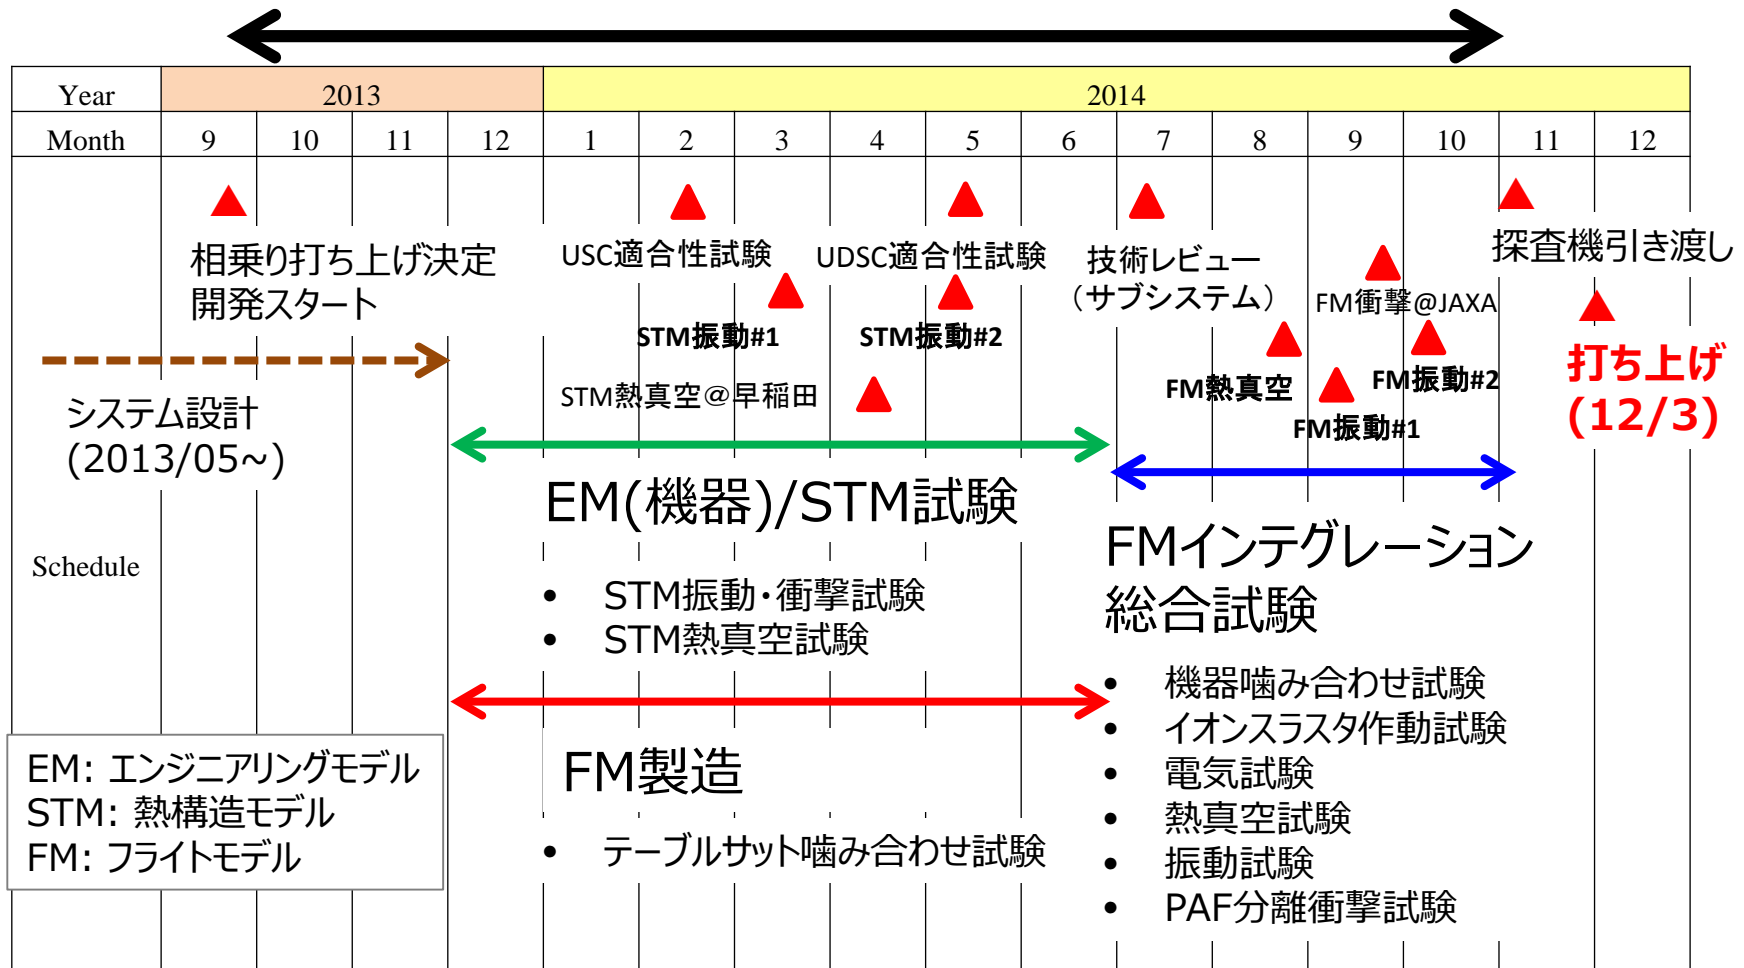 Year 2013 2014
Month 9 10 11 12 1 2 3 4 5 6 7 8 9 10 11 12
Schedule
相乗り打ち上げ決定
開発スタート
システム設計
(2013/05~)
USC適合性試験
STM振動#1
STM熱真空@早稲田
UDSC適合性試験
STM振動#2
技術レビュー
（サブシステム）
FM熱真空
FM振動#1
FM衝撃@JAXA
FM振動#2
探査機引き渡し
打ち上げ
(12/3)
EM(機器)/STM試験
• STM振動・衝撃試験
• STM熱真空試験
FM製造
• テーブルサット噛み合わせ試験
FMインテグレーション
総合試験
• 機器噛み合わせ試験
• イオンスラスタ作動試験
• 電気試験
• 熱真空試験
• 振動試験
• PAF分離衝撃試験
EM: エンジニアリングモデル
STM: 熱構造モデル
FM: フライトモデル